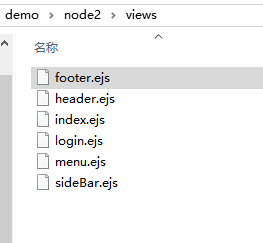 demo > node2 > views
名称
footer.ejs
header.ejs
index.ejs
login.ejs
menu.ejs
sideBar.ejs